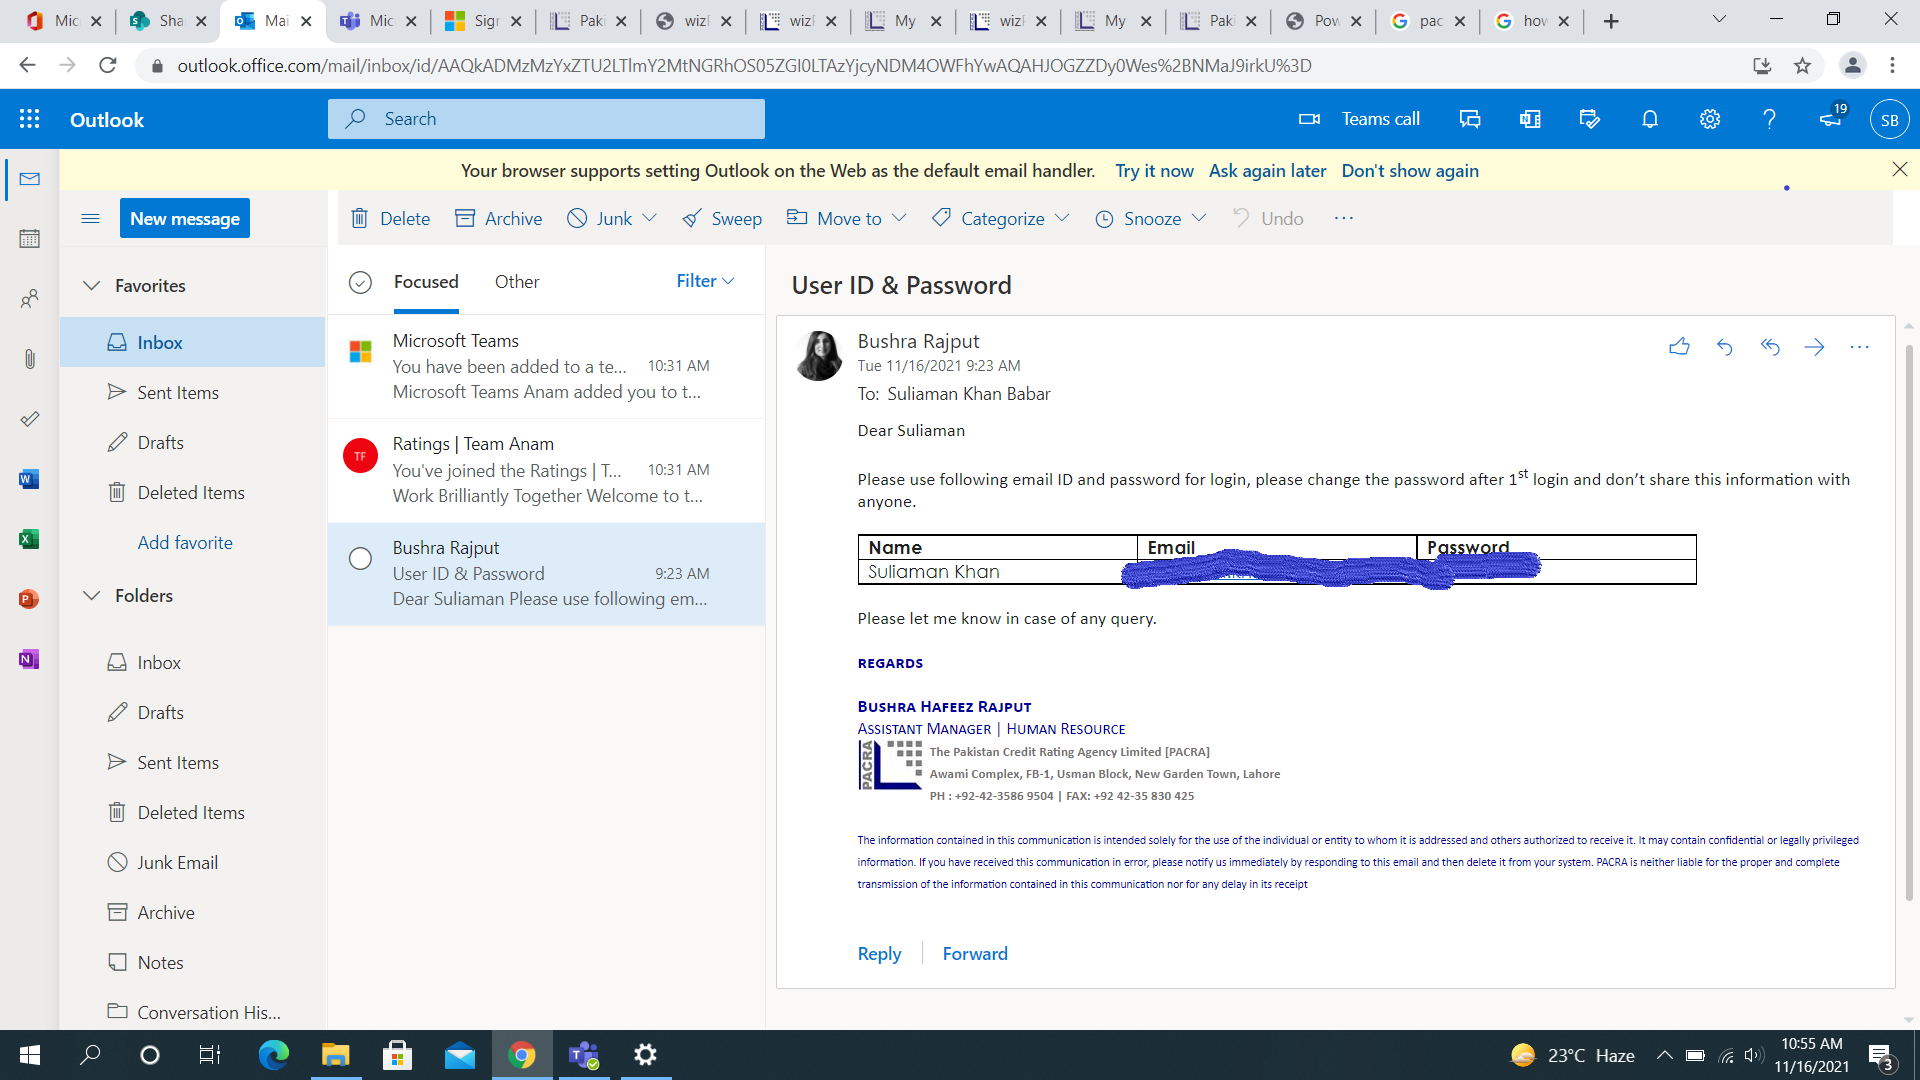 Mic
Sha
Mai
Mic
Sign
Paki
wizF
wizF
My
wizF
My
Paki
Pow
pac
how
outlook.office.com/mail/inbox/id/AAQkADMzMzYxZTU2LTlmY2MtNGRhOS05ZGI0LTAzYjcyNDM4OWFhYwAQAHJOGZZDy0Wes%2BNMaJ9irkU%3D
Outlook
Search
Teams call
19
SB
Your browser supports setting Outlook on the Web as the default email handler. Try it now Ask again later Don't show again
New message
Delete Archive Junk Sweep Move to Categorize Snooze Undo
Favorites
Inbox
Sent Items
Drafts
Deleted Items
Add favorite
Folders
Inbox
Drafts
Sent Items
Deleted Items
Junk Email
Archive
Notes
Conversation His...
Focused Other Filter
Microsoft Teams
You have been added to a te... 10:31 AM
Microsoft Teams Anam added you to t...
TF
Ratings | Team Anam
You've joined the Ratings | T... 10:31 AM
Work Brilliantly Together Welcome to t...
Bushra Rajput
User ID & Password 9:23 AM
Dear Suliaman Please use following em...
User ID & Password
Bushra Rajput
Tue 11/16/2021 9:23 AM
To: Suliaman Khan Babar
Dear Suliaman
Please use following email ID and password for login, please change the password after 1st login and don’t share this information with
anyone.
Name Email Password
Suliaman Khan
Please let me know in case of any query.
REGARDS
BUSHRA HAFEEZ RAJPUT
ASSISTANT MANAGER | HUMAN RESOURCE
PACRA
The Pakistan Credit Rating Agency Limited [PACRA]
Awami Complex, FB-1, Usman Block, New Garden Town, Lahore
PH : +92-42-3586 9504 | FAX: +92 42-35 830 425
The information contained in this communication is intended solely for the use of the individual or entity to whom it is addressed and others authorized to receive it. It may contain confidential or legally privileged
information. If you have received this communication in error, please notify us immediately by responding to this email and then delete it from your system. PACRA is neither liable for the proper and complete
transmission of the information contained in this communication nor for any delay in its receipt
Reply Forward
23°C Haze
10:55 AM
11/16/2021
3